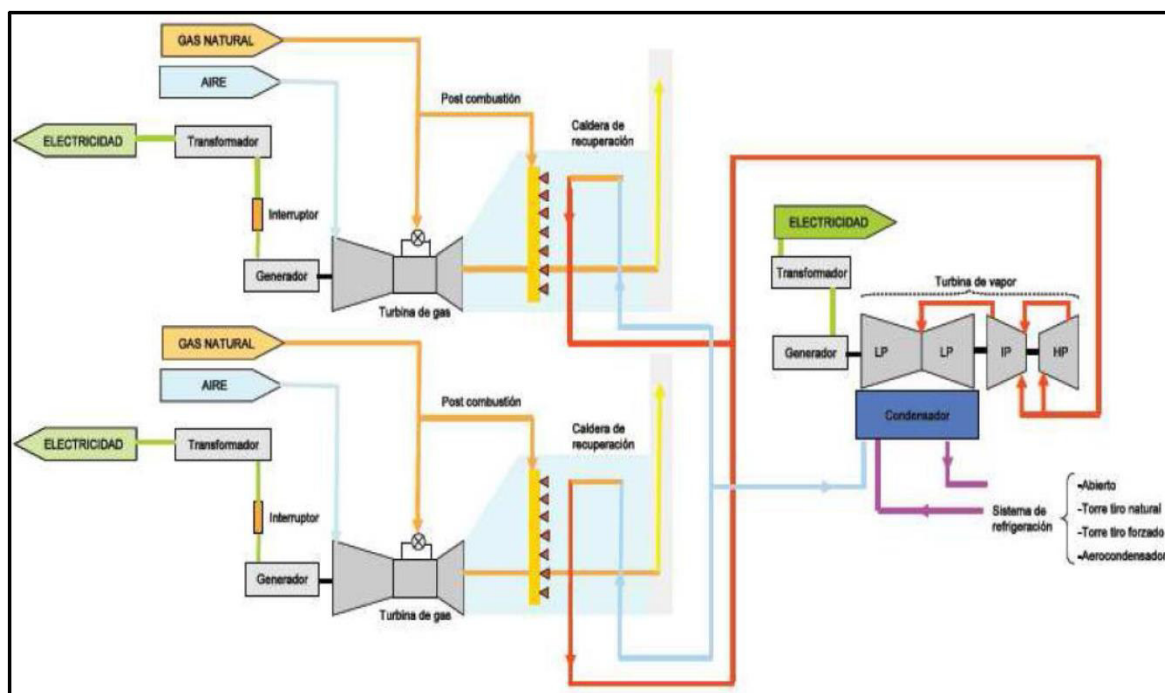 GAS NATURAL
AIRE
Post combustión
Caldera de
recuperación
ELECTRICIDAD
Transformador
Interruptor
Generador
Turbina de gas
GAS NATURAL
AIRE
Post combustión
Caldera de
recuperación
ELECTRICIDAD
Transformador
Interruptor
Generador
Turbina de gas
ELECTRICIDAD
Transformador
Turbina de vapor
Generador
LP
LP
IP
HP
Condensador
Sistema de
refrigeración
-Abierto
-Torre tiro natural
-Torre tiro forzado
-Aerocondensador